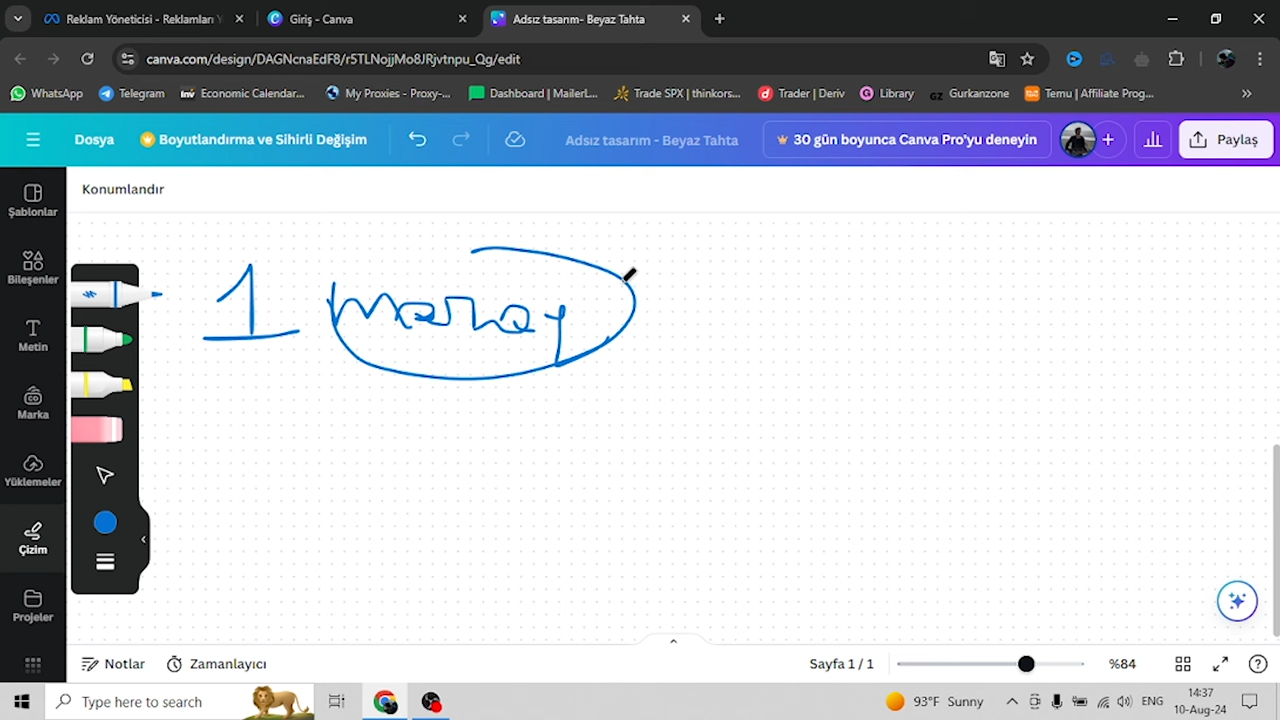 Reklam Yöneticisi - Reklamları Y
Giriş - Canva
Adsız tasarım- Beyaz Tahta
canva.com/design/DAGNcnaEdF8/r5TLNojjMo8JRjvtnpu_Qg/edit
WhatsApp
Telegram
Economic Calendar...
My Proxies - Proxy-...
Dashboard | MailerL...
Trade SPX | thinkors...
Trader | Deriv
Library
Gurkanzone
Temu | Affiliate Prog...
Dosya
Boyutlandırma ve Sihirli Değişim
Adsız tasarım - Beyaz Tahta
30 gün boyunca Canva Pro'yu deneyin
Paylaş
Konumlandır
Şablonlar
Bileşenler
Metin
Marka
Yüklemeler
Çizim
Projeler
1
Notlar
Zamanlayıcı
Sayfa 1 / 1
%84
Type here to search
93°F Sunny
ENG
14:37
10-Aug-24